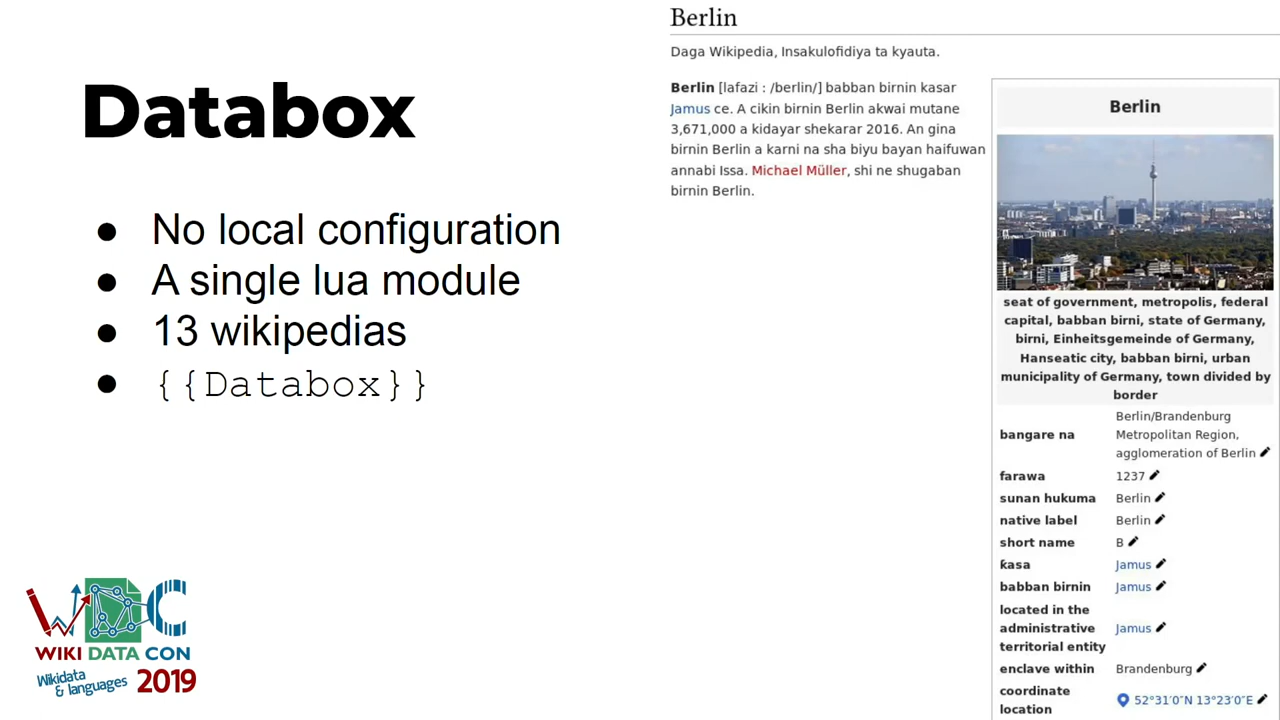 Databox
No local configuration
A single lua module
13 wikipedias
{{Databox}}
WIKI DATA CON
Wikidata
& languages
2019
Berlin
Daga Wikipedia, Insakulofidiya ta kyauta.
Berlin [lafazi : /berlin/] babban birnin kasar
Jamus ce. A cikin birnin Berlin akwai mutane
3,671,000 a kidayar shekarar 2016. An gina
birnin Berlin a karni na sha biyu bayan haifuwan
annabi Issa. Michael Müller, shi ne shugaban
birnin Berlin.
Berlin
seat of government, metropolis, federal
capital, babban birni, state of Germany,
birni, Einheitsgemeinde of Germany,
Hanseatic city, babban birni, urban
municipality of Germany, town divided by
border
bangare na
Berlin/Brandenburg
Metropolitan Region,
agglomeration of Berlin
farawa 1237
sunan hukuma Berlin
native label Berlin
short name B
ƙasa Jamus
babban birnin Jamus
located in the
administrative
territorial entity
Jamus
enclave within Brandenburg
coordinate
location
52°31′0″N 13°23′0″E